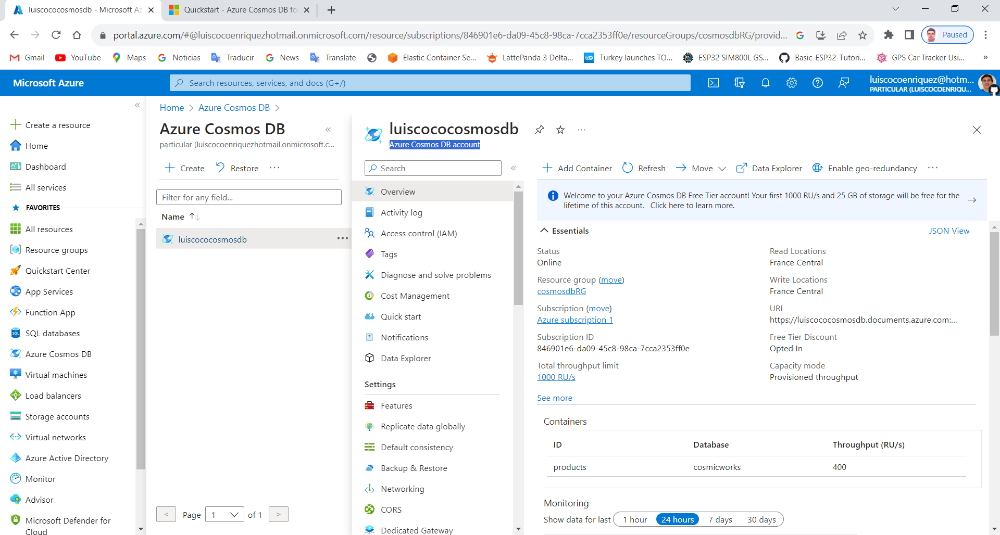 luiscococosmosdb - Microsoft Az
Quickstart - Azure Cosmos DB fo
portal.azure.com/#@luiscocoenriquezhotmail.onmicrosoft.com/resource/subscriptions/846901e6-da09-45c8-98ca-7cca2353ff0e/resourceGroups/cosmosdbRG/provid...
Paused
Gmail
YouTube
Maps
Noticias
Traducir
News
Translate
Elastic Container Se...
LattePanda 3 Delta...
Turkey launches TO...
ESP32 SIM800L GS...
Basic-ESP32-Tutori...
GPS Car Tracker Usi...
»
Microsoft Azure
Search resources, services, and docs (G+/)
luiscocoenriquez@hotm...
PARTICULAR (LUISCOCOENRIQU...
Create a resource
Home
Dashboard
All services
FAVORITES
All resources
Resource groups
Quickstart Center
App Services
Function App
SQL databases
Azure Cosmos DB
Virtual machines
Load balancers
Storage accounts
Virtual networks
Azure Active Directory
Monitor
Advisor
Microsoft Defender for
Cloud
Home > Azure Cosmos DB >
Azure Cosmos DB
particular (luiscocoenriquezhotmail.onmicrosoft.c...
Create
Restore
...
Filter for any field...
Name
luiscococosmosdb
...
< Page 1 of 1 >
luiscococosmosdb
Azure Cosmos DB account
Search
Overview
Activity log
Access control (IAM)
Tags
Diagnose and solve problems
Cost Management
Quick start
Notifications
Data Explorer
Settings
Features
Replicate data globally
Default consistency
Backup & Restore
Networking
CORS
Dedicated Gateway
Add Container
Refresh
Move
Data Explorer
Enable geo-redundancy
...
Welcome to your Azure Cosmos DB Free Tier account! Your first 1000 RU/s and 25 GB of storage will be free for the
lifetime of this account. Click here to learn more.
Essentials
JSON View
Status
Online
Resource group (move)
cosmosdbRG
Subscription (move)
Azure subscription 1
Subscription ID
846901e6-da09-45c8-98ca-7cca2353ff0e
Total throughput limit
1000 RU/s
Read Locations
France Central
Write Locations
France Central
URI
https://luiscococosmosdb.documents.azure.com:...
Free Tier Discount
Opted In
Capacity mode
Provisioned throughput
See more
Containers
ID Database Throughput (RU/s)
products cosmicworks 400
Monitoring
Show data for last 1 hour 24 hours 7 days 30 days